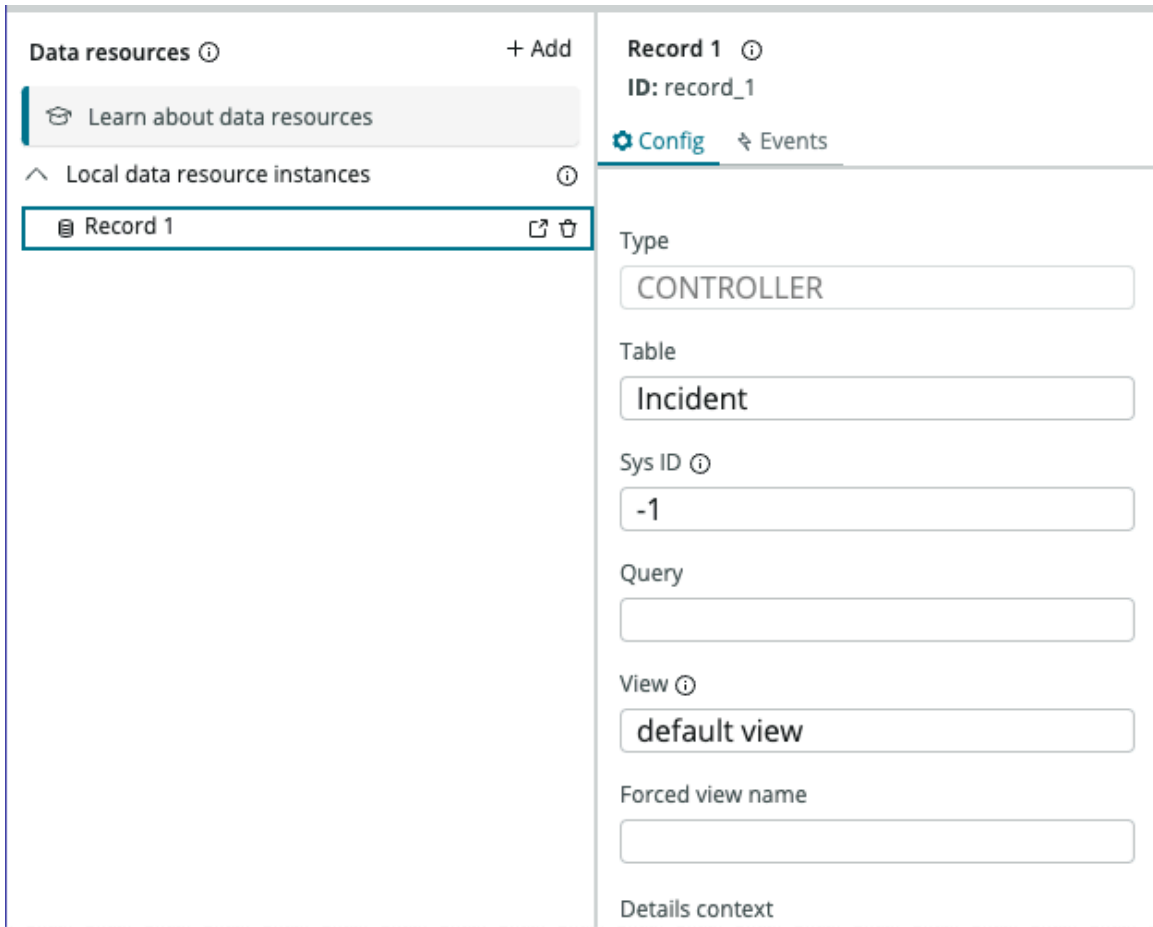 Data resources
+ Add
Learn about data resources
Local data resource instances
Record 1
Record 1
ID: record_1
Config
Events
Type
CONTROLLER
Table
Incident
Sys ID
-1
Query
View
default view
Forced view name
Details context